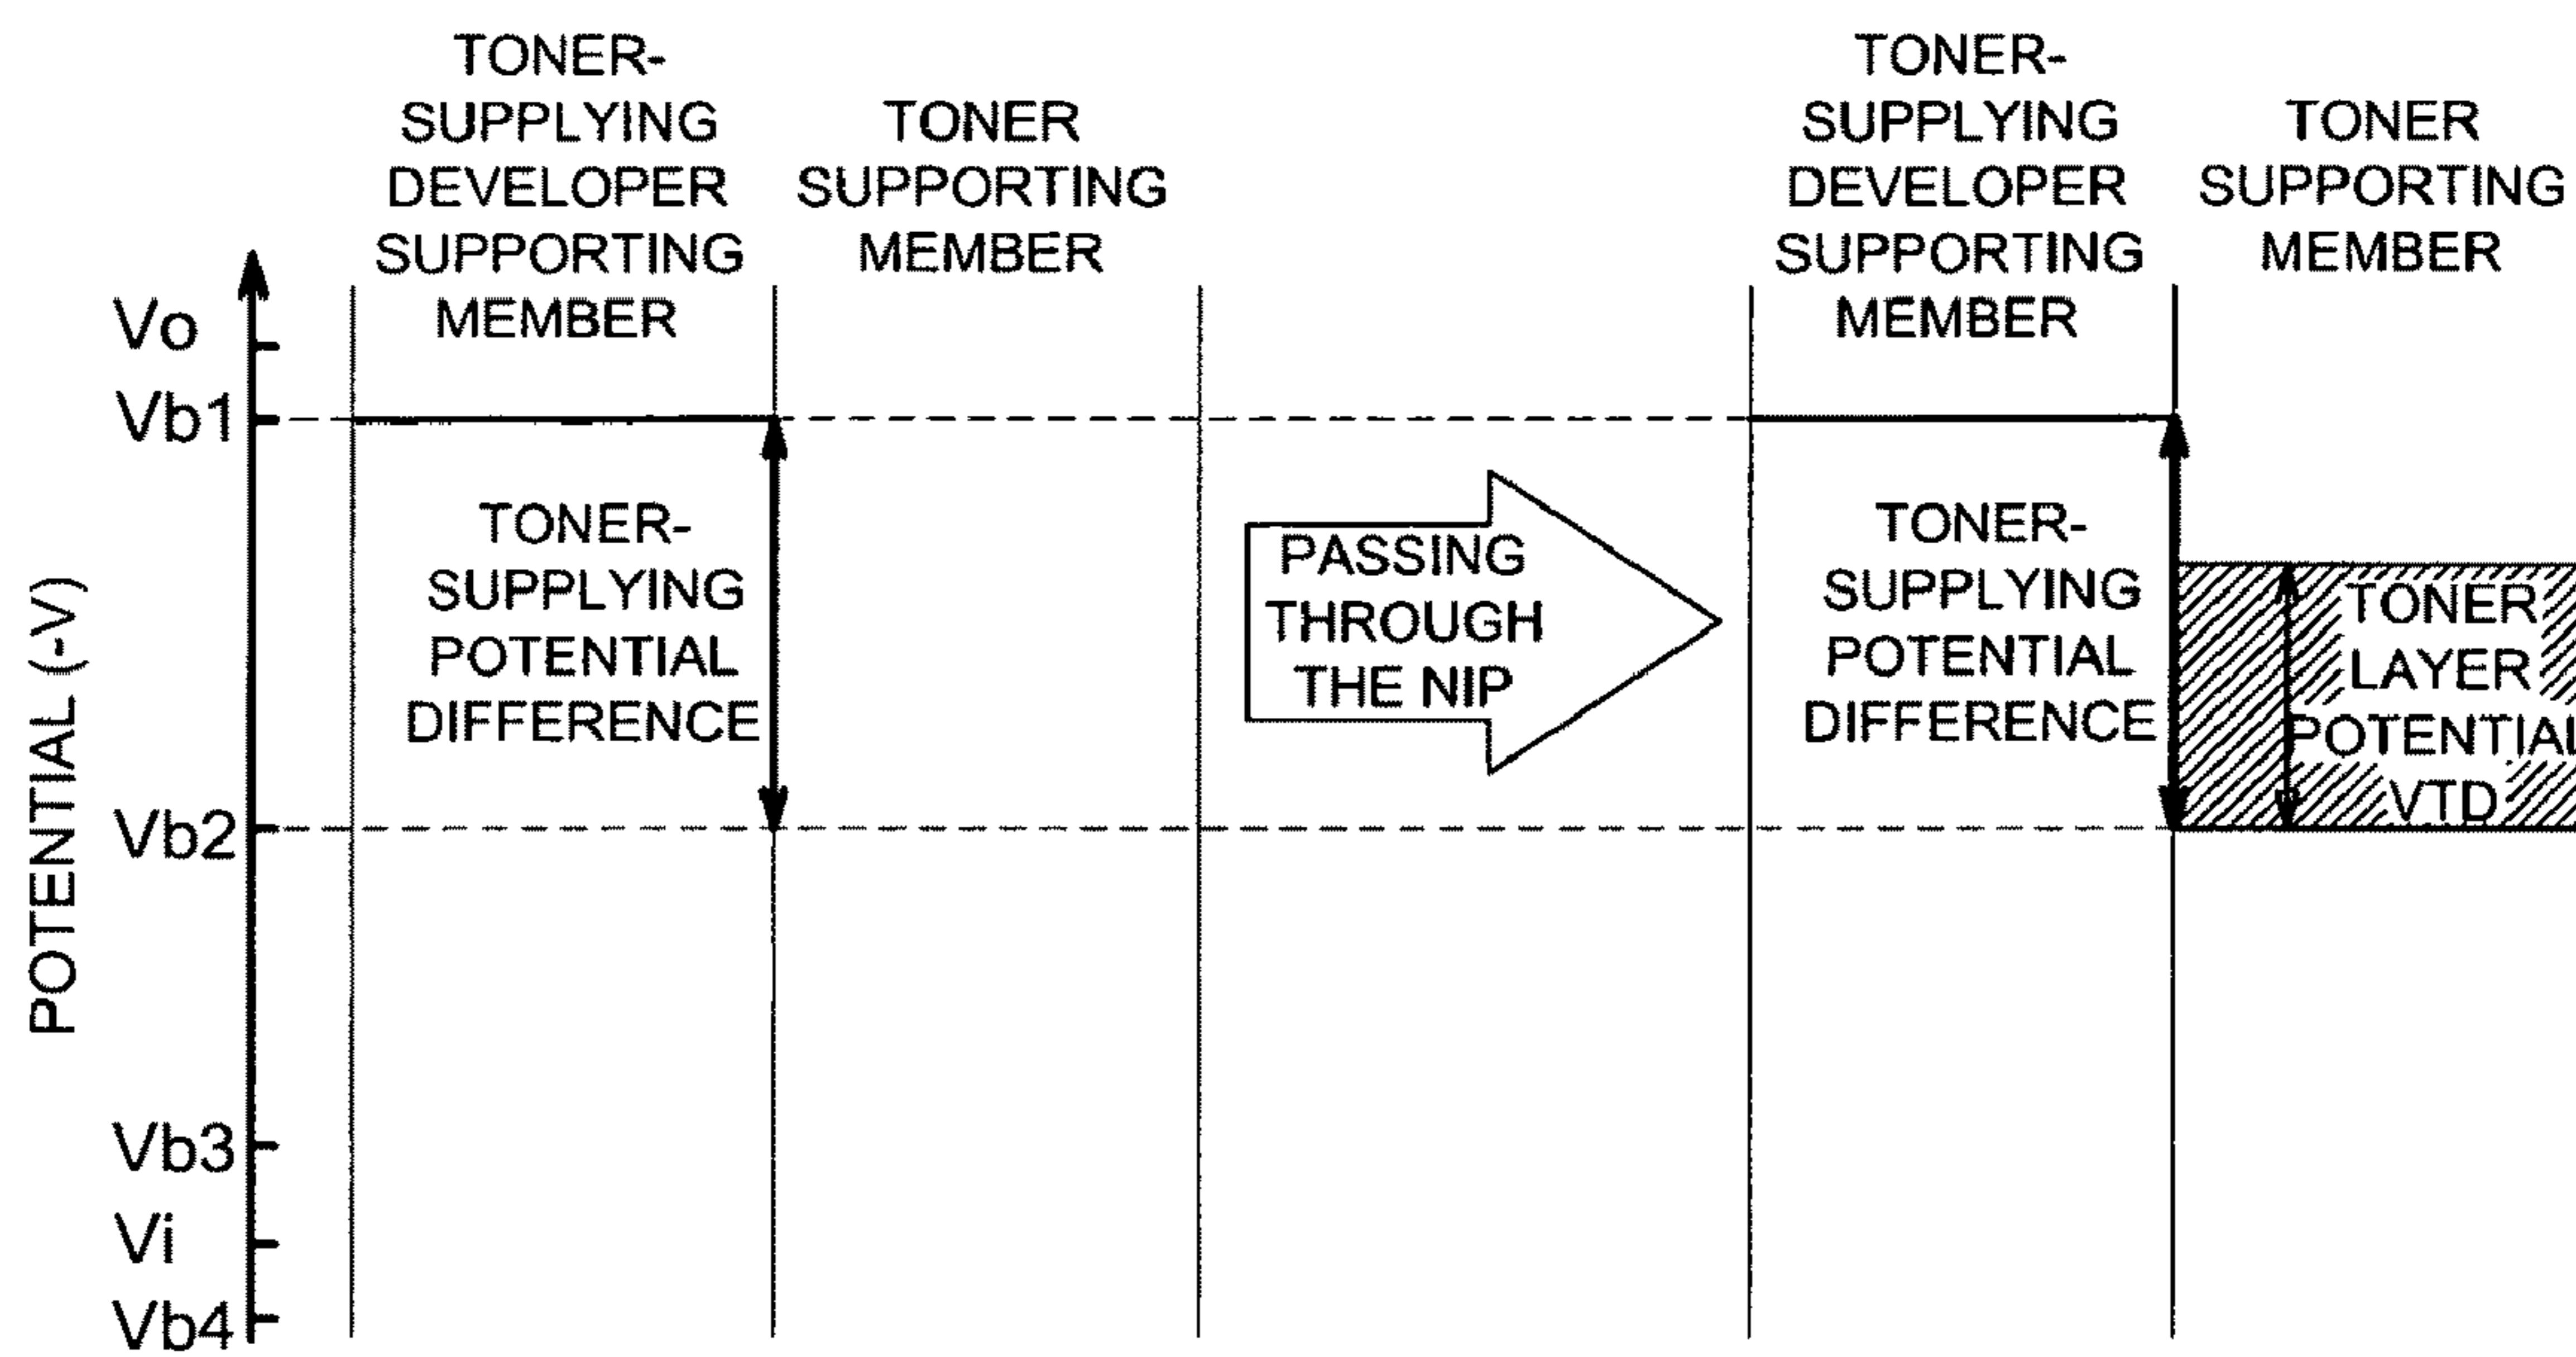 TONER-
SUPPLYING
DEVELOPER
SUPPORTING
MEMBER
TONER
SUPPORTING
MEMBER
TONER-
SUPPLYING
DEVELOPER
SUPPORTING
MEMBER
TONER
SUPPORTING
MEMBER
POTENTIAL (-V)
Vo
Vb1
Vb2
Vb3
Vi
Vb4
TONER-
SUPPLYING
POTENTIAL
DIFFERENCE
PASSING
THROUGH
THE NIP
TONER-
SUPPLYING
POTENTIAL
DIFFERENCE
TONER
LAYER
POTENTIAL
VTD